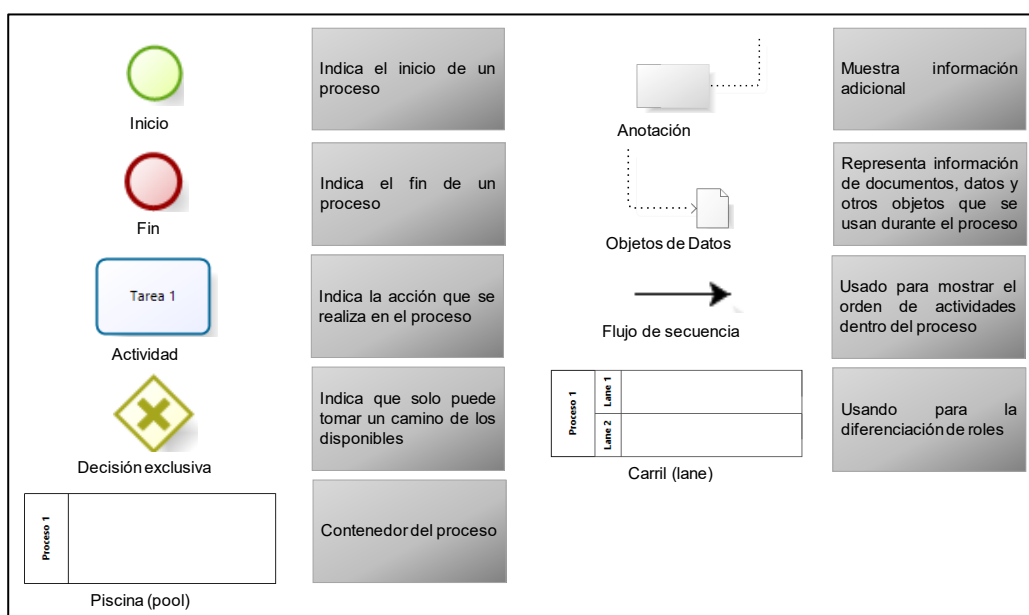 Inicio
Indica el inicio de un
proceso
Fin
Indica el fin de un
proceso
Tarea 1
Actividad
Indica la acción que se
realiza en el proceso
Decisión exclusiva
Indica que solo puede
tomar un camino de los
disponibles
Proceso 1
Piscina (pool)
Contenedor del proceso
Anotación
Muestra información
adicional
Objetos de Datos
Representa información
de documentos, datos y
otros objetos que se
usan durante el proceso
Flujo de secuencia
Usado para mostrar el
orden de actividades
dentro del proceso
Proceso 1
Lane 1
Lane 2
Carril (lane)
Usando para la
diferenciación de roles